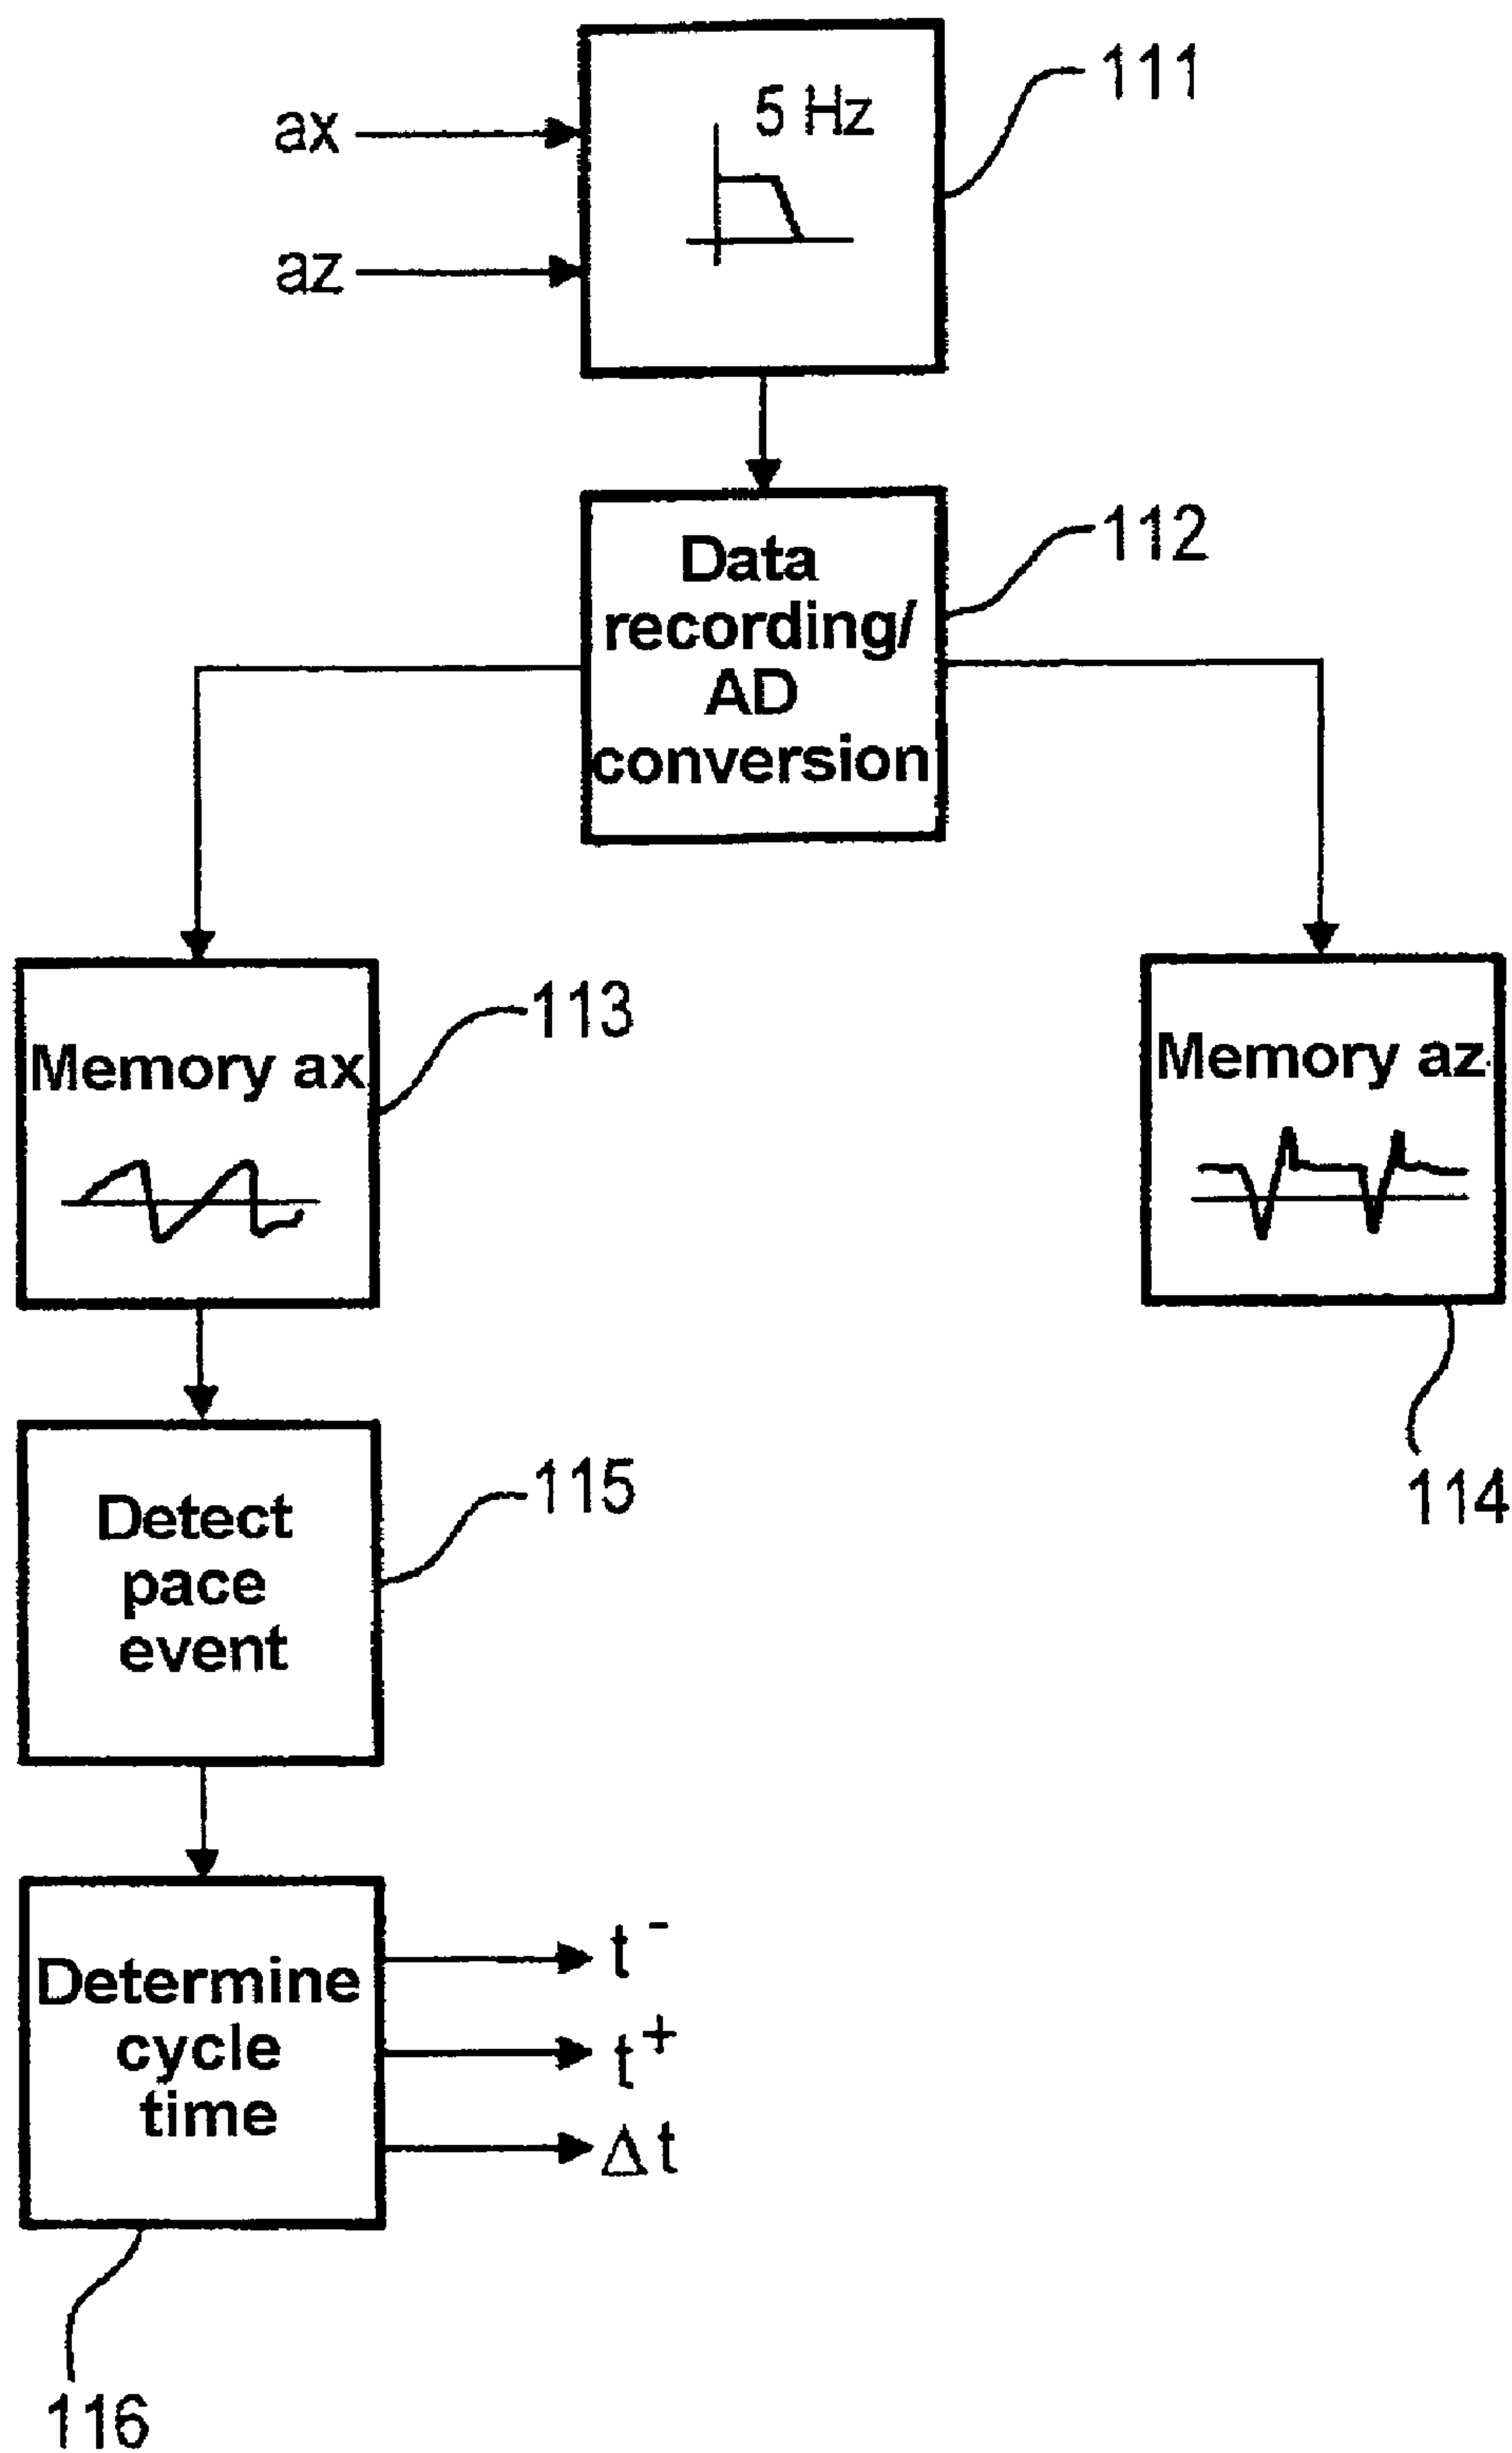 5 Hz
111
ax
az
Data
recording/
AD
conversion
112
Memory ax
113
Memory az
114
Detect
pace
event
115
Determine
cycle
time
t -
t +
Δt
116